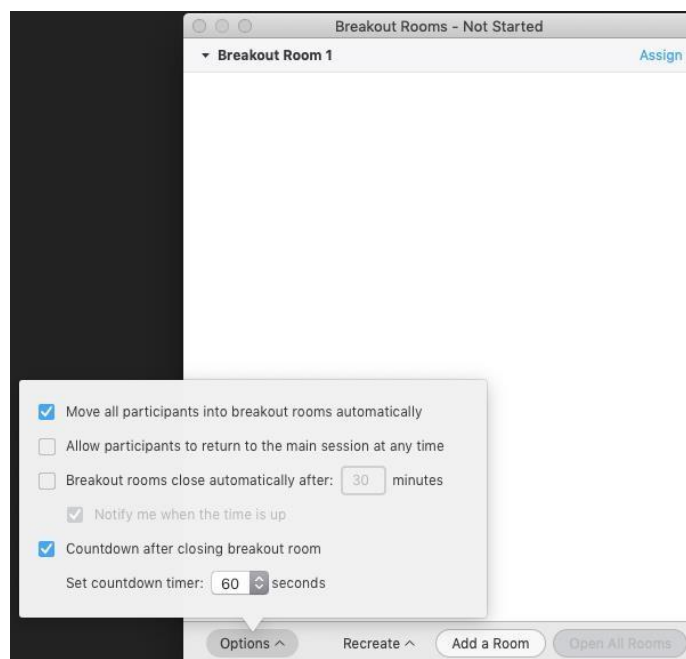 Breakout Rooms - Not Started
Breakout Room 1 Assign
Move all participants into breakout rooms automatically
Allow participants to return to the main session at any time
Breakout rooms close automatically after: 30 minutes
Notify me when the time is up
Countdown after closing breakout room
Set countdown timer: 60 seconds
Options Recreate Add a Room Open All Rooms